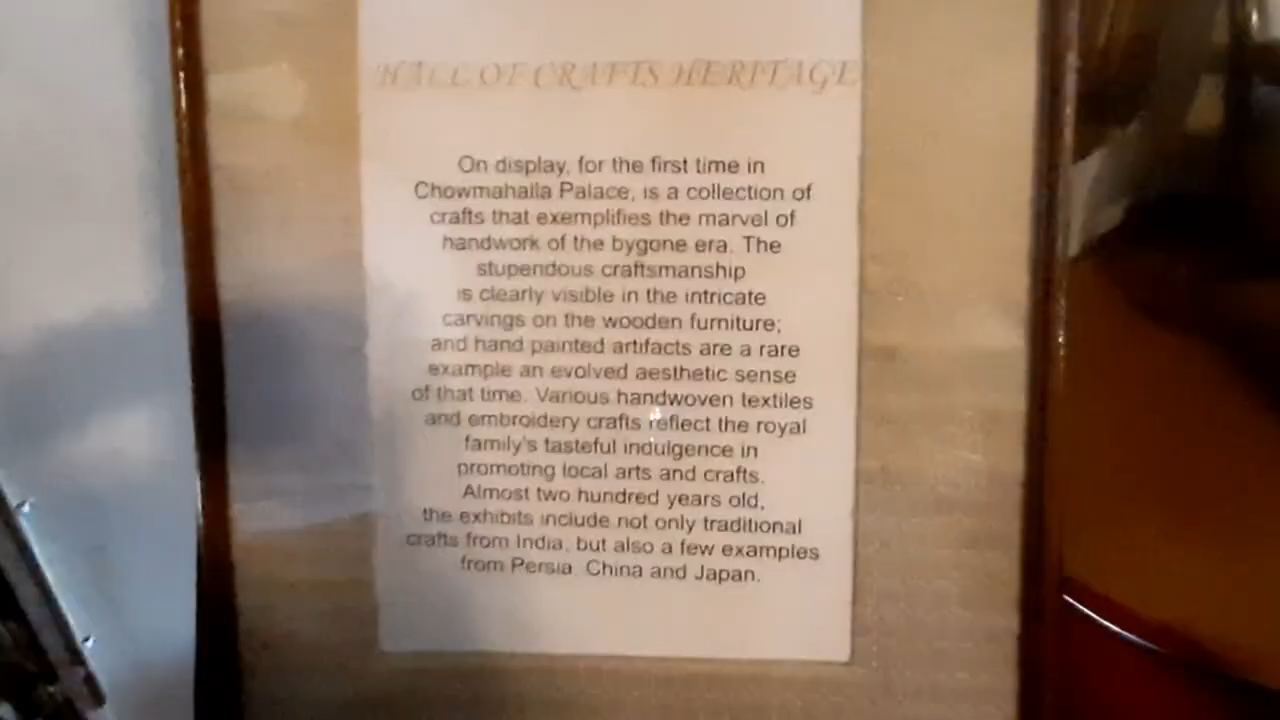 HALL OF CRAFTS HERITAGE
On display, for the first time in
Chowmahalla Palace, is a collection of
crafts that exemplifies the marvel of
handwork of the bygone era. The
stupendous craftsmanship
is clearly visible in the intricate
carvings on the wooden furniture;
and hand painted artifacts are a rare
example an evolved aesthetic sense
of that time. Various handwoven textiles
and embroidery crafts reflect the royal
family's tasteful indulgence in
promoting local arts and crafts.
Almost two hundred years old,
the exhibits include not only traditional
crafts from India, but also a few examples
from Persia, China and Japan.